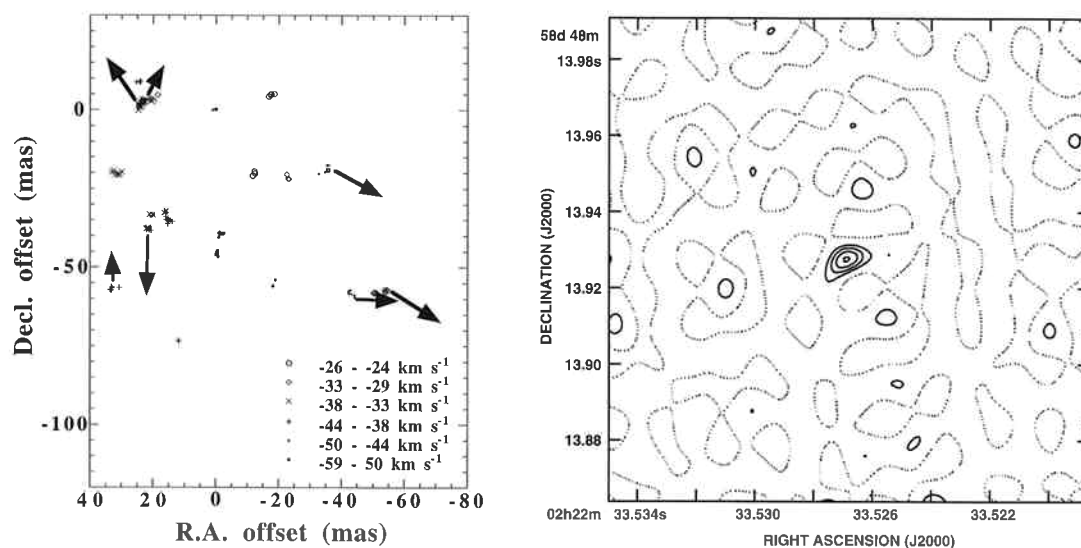 Decl. offset (mas)
0
-50
-100
-26 - -24 km s-1
-33 - -29 km s-1
-38 - -33 km s-1
-44 - -38 km s-1
-50 - -44 km s-1
-59 - 50 km s-1
40 20 0 -20 -40 -60 -80
R.A. offset (mas)
DECLINATION (J2000)
58d 48m
13.98s
13.96
13.94
13.92
13.90
13.88
02h22m 33.534s 33.530 33.526 33.522
RIGHT ASCENSION (J2000)